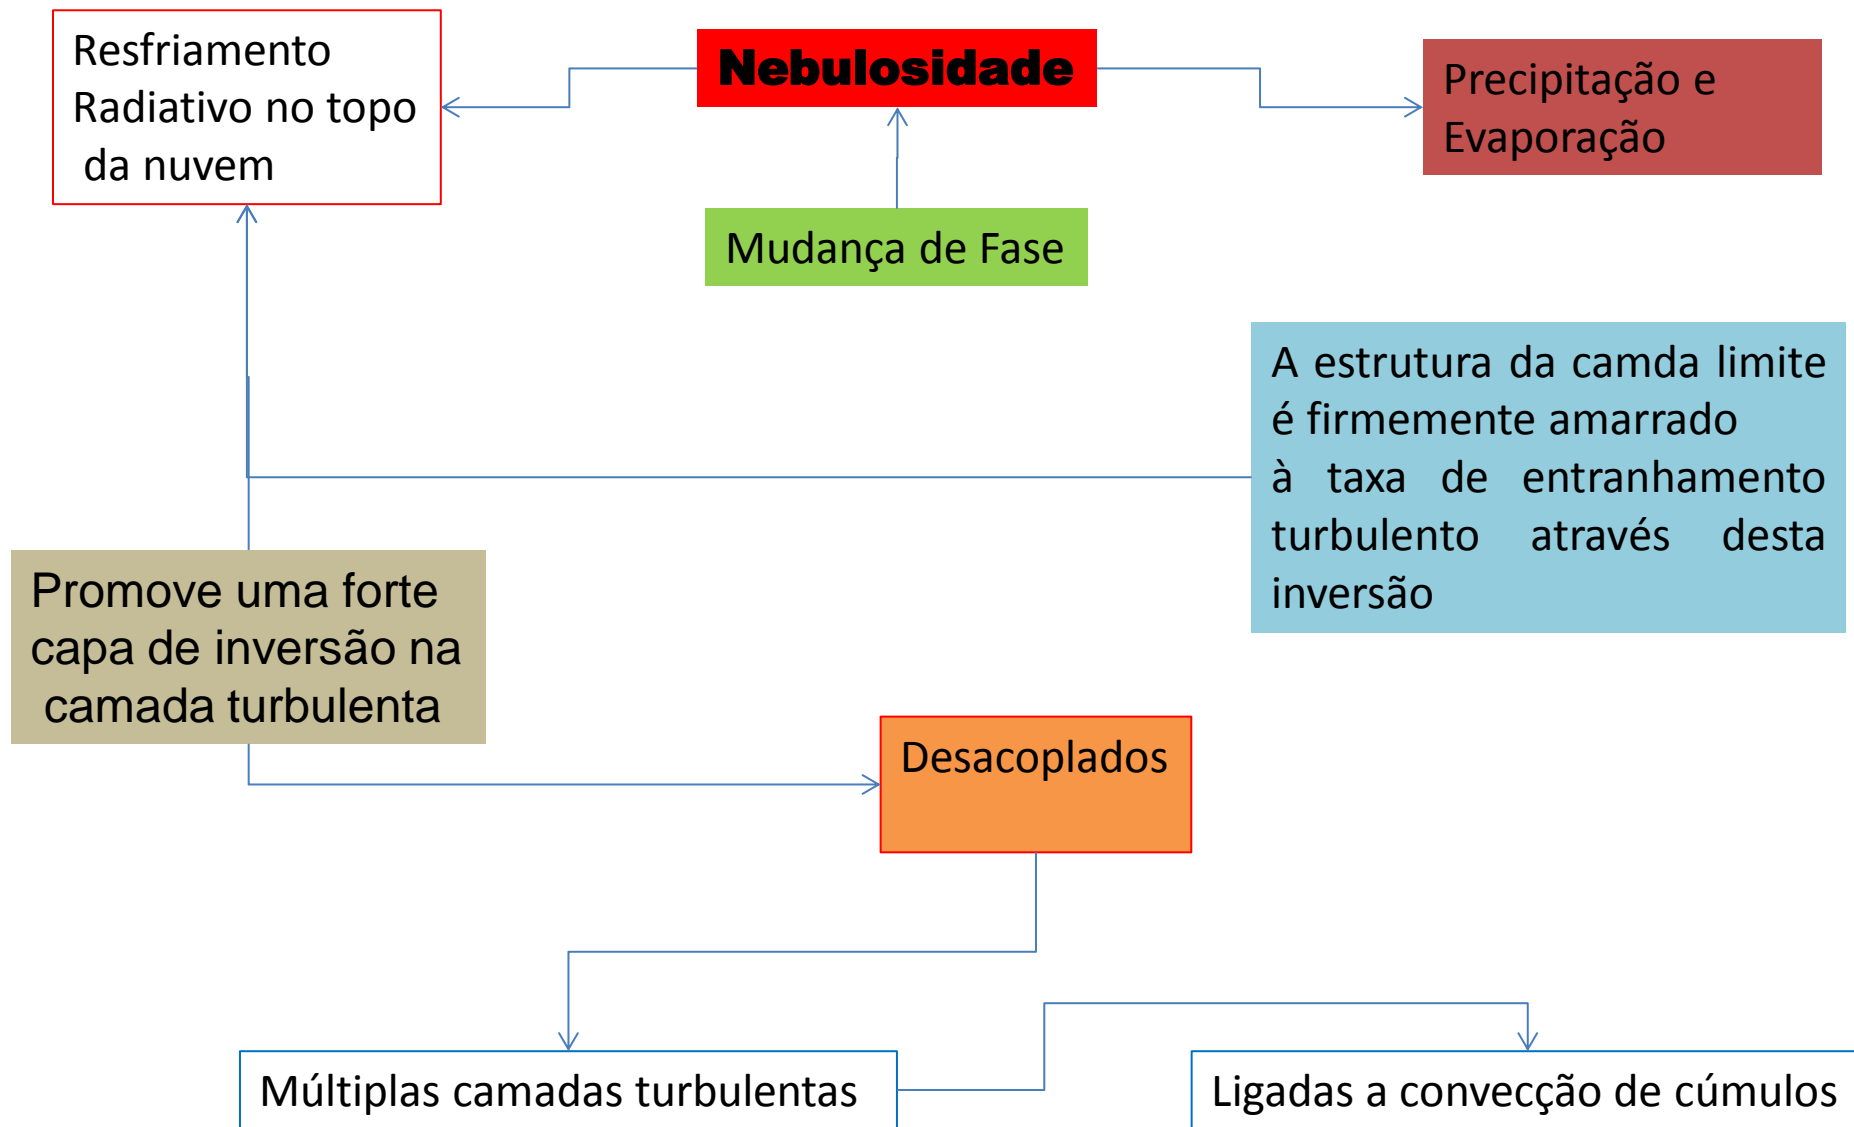 Resfriamento
Radiativo no topo
da nuvem
Nebulosidade
Precipitação e
Evaporação
Mudança de Fase
A estrutura da camda limite
é firmemente amarrado
à taxa de entranhamento
turbulento através desta
inversão
Promove uma forte
capa de inversão na
camada turbulenta
Desacoplados
Múltiplas camadas turbulentas
Ligadas a convecção de cúmulos